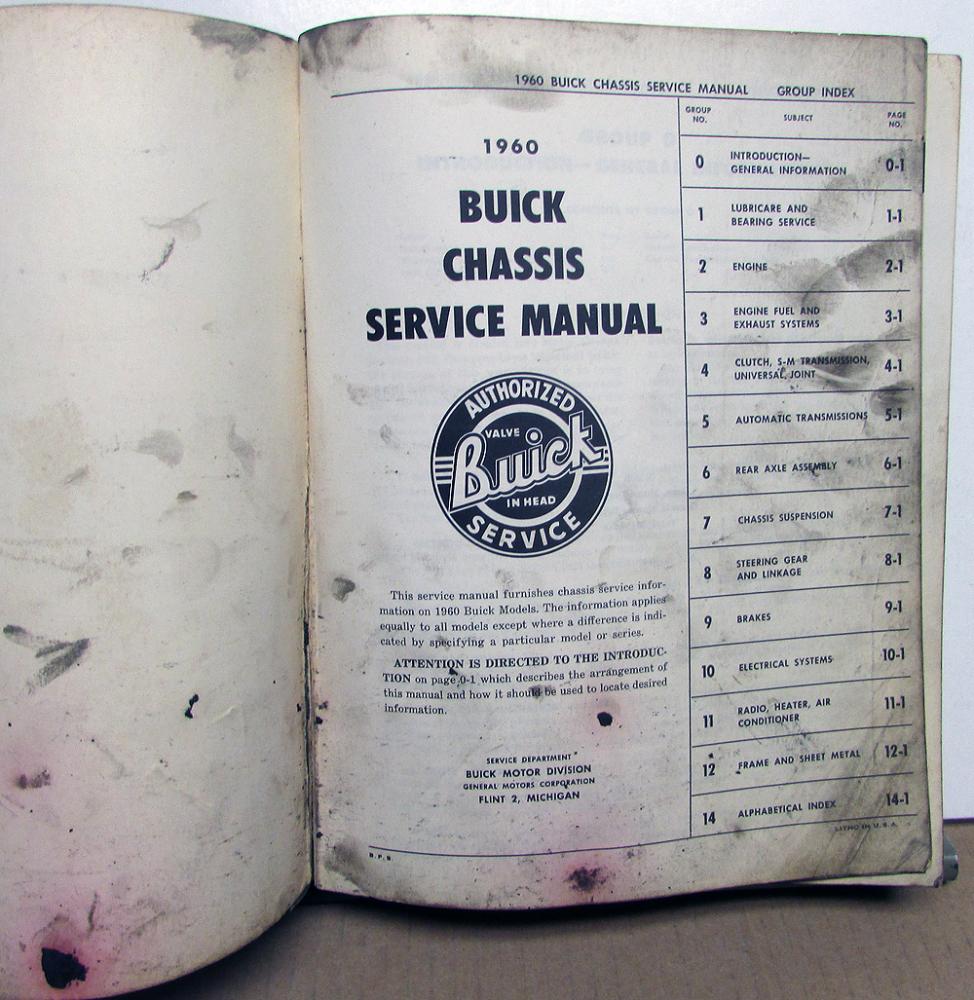 1960 BUICK CHASSIS SERVICE MANUAL GROUP INDEX
1960
BUICK
CHASSIS
SERVICE MANUAL
AUTHORIZED
VALVE
Buick
IN HEAD
SERVICE
This service manual furnishes chassis service infor-
mation on 1960 Buick Models. The information applies
equally to all models except where a difference is indi-
cated by specifying a particular model or series.
ATTENTION IS DIRECTED TO THE INTRODUC-
TION on page 0-1 which describes the arrangement of
this manual and how it should be used to locate desired
information.
SERVICE DEPARTMENT
BUICK MOTOR DIVISION
GENERAL MOTORS CORPORATION
FLINT 2, MICHIGAN
B.P.S.
GROUP SUBJECT PAGE
NO. NO.
0 INTRODUCTION— 0-1
GENERAL INFORMATION
1 LUBRICARE AND 1-1
BEARING SERVICE
2 ENGINE 2-1
3 ENGINE FUEL AND 3-1
EXHAUST SYSTEMS
4 CLUTCH, S-M TRANSMISSION, 4-1
UNIVERSAL JOINT
5 AUTOMATIC TRANSMISSIONS 5-1
6 REAR AXLE ASSEMBLY 6-1
7 CHASSIS SUSPENSION 7-1
8 STEERING GEAR 8-1
AND LINKAGE
9 BRAKES 9-1
10 ELECTRICAL SYSTEMS 10-1
11 RADIO, HEATER, AIR 11-1
CONDITIONER
12 FRAME AND SHEET METAL 12-1
14 ALPHABETICAL INDEX 14-1
LITHO IN U.S.A.